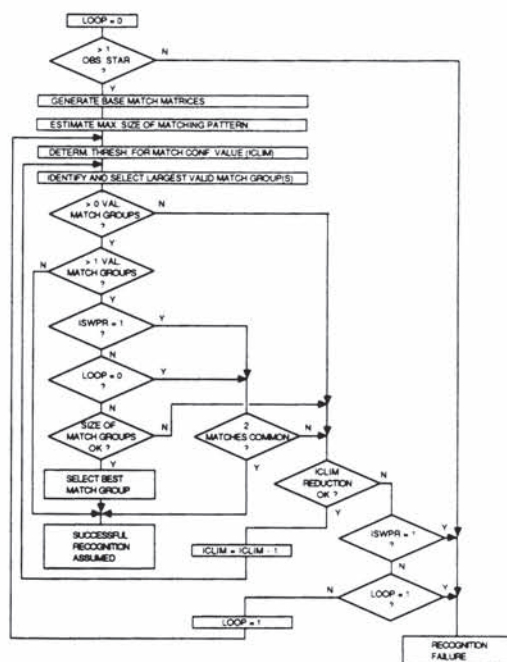 LOOP = 0
> 1
OBS STAR
?
N
Y
GENERATE BASE MATCH MATRICES
ESTIMATE MAX. SIZE OF MATCHING PATTERN
DETERM. THRESH. FOR MATCH CONF. VALUE (ICLIM)
IDENTIFY AND SELECT LARGEST VALID MATCH GROUP(S)
> 0 VAL.
MATCH GROUPS
?
N
Y
> 1 VAL.
MATCH GROUPS
?
N
Y
ISWPR = 1
?
Y
N
LOOP = 0
?
Y
N
SIZE OF
MATCH GROUPS
OK ?
N
Y
2
MATCHES COMMON
?
N
Y
SELECT BEST
MATCH GROUP
ICLIM
REDUCTION
OK ?
N
Y
SUCCESSFUL
RECOGNITION
ASSUMED
ICLIM = ICLIM - 1
ISWPR = 1
?
Y
N
LOOP = 1
?
N
Y
LOOP = 1
RECOGNITION
FAILURE